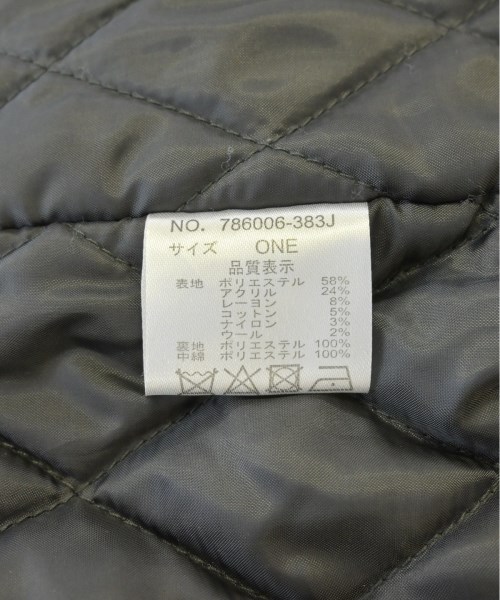 NO. 786006-383J
サイズ ONE
品質表示
表地 ポリエステル 58%
アクリル 24%
レーヨン 8%
コットン 5%
ナイロン 3%
ウール 2%
裏地 ポリエステル 100%
中綿 ポリエステル 100%